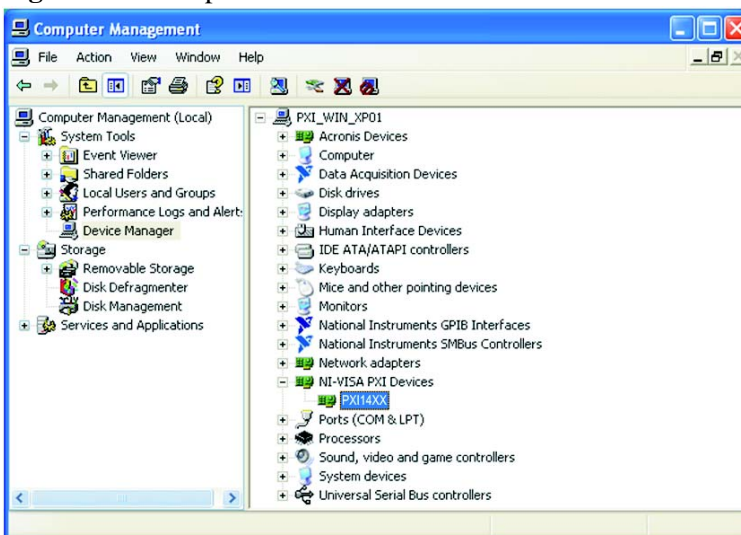 Computer Management
File Action View Window Help
Computer Management (Local)
System Tools
Event Viewer
Shared Folders
Local Users and Groups
Performance Logs and Alert
Device Manager
Storage
Removable Storage
Disk Defragmenter
Disk Management
Services and Applications
PXI_WIN_XP01
Acronis Devices
Computer
Data Acquisition Devices
Disk drives
Display adapters
Human Interface Devices
IDE ATA/ATAPI controllers
Keyboards
Mice and other pointing devices
Monitors
National Instruments GPIB Interfaces
National Instruments SMBus Controllers
Network adapters
NI-VISA PXI Devices
PXI14XX
Ports (COM & LPT)
Processors
Sound, video and game controllers
System devices
Universal Serial Bus controllers